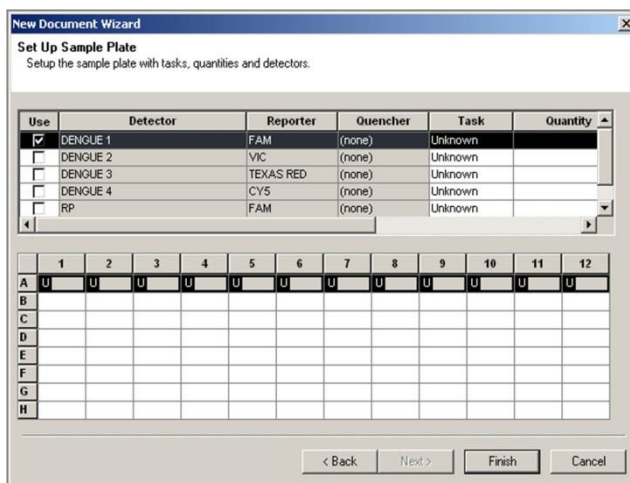 New Document Wizard
Set Up Sample Plate
Setup the sample plate with tasks, quantities and detectors.
Use Detector Reporter Quencher Task Quantity
DENGUE 1 FAM (none) Unknown
DENGUE 2 VIC (none) Unknown
DENGUE 3 TEXAS RED (none) Unknown
DENGUE 4 CY5 (none) Unknown
RP FAM (none) Unknown
1 2 3 4 5 6 7 8 9 10 11 12
A U U U U U U U U U U U U
B
C
D
E
F
G
H
< Back Next > Finish Cancel